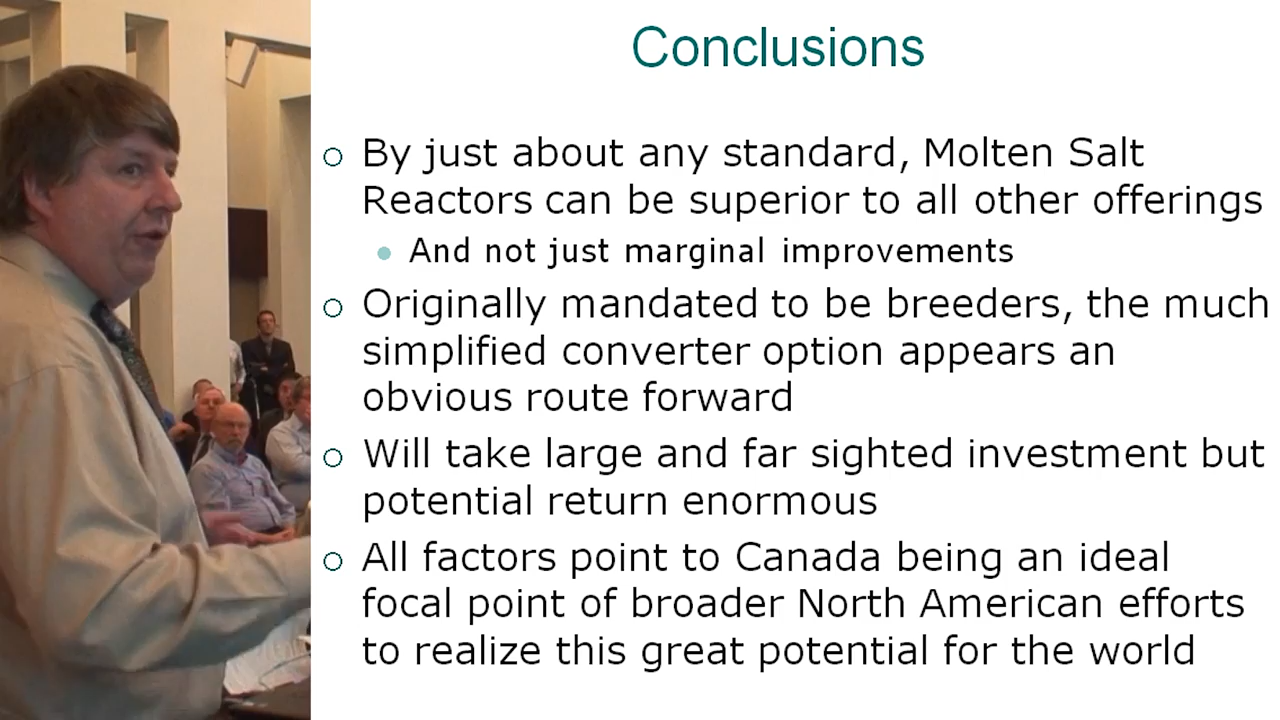 Conclusions
By just about any standard, Molten Salt
Reactors can be superior to all other offerings
And not just marginal improvements
Originally mandated to be breeders, the much
simplified converter option appears an
obvious route forward
Will take large and far sighted investment but
potential return enormous
All factors point to Canada being an ideal
focal point of broader North American efforts
to realize this great potential for the world